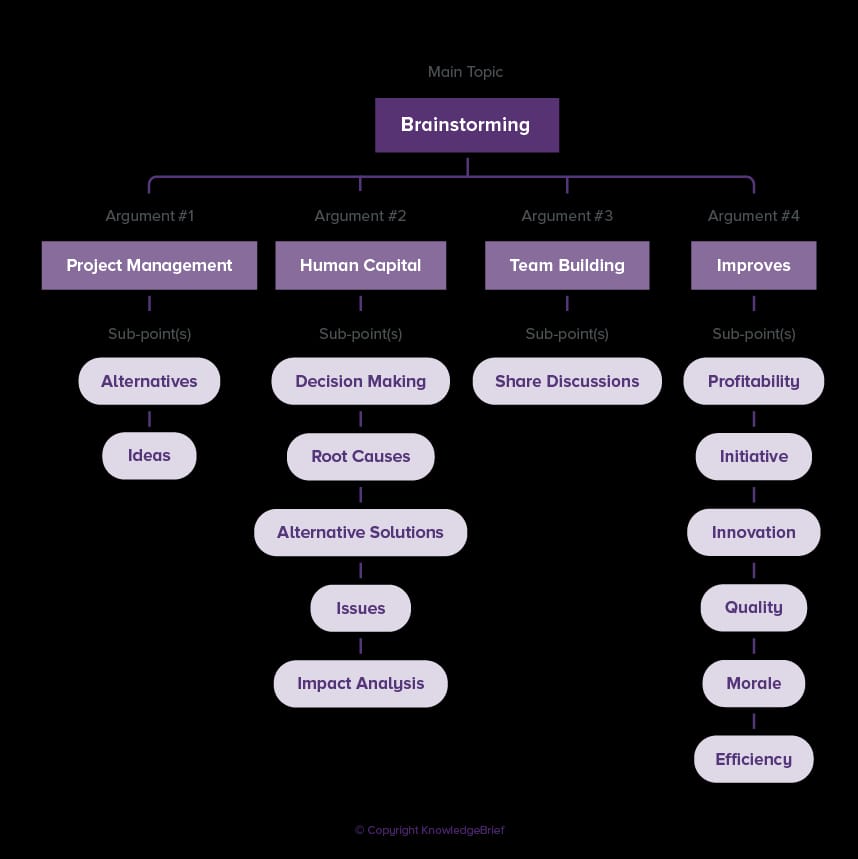 Main Topic
Brainstorming
Argument #1
Argument #2
Argument #3
Argument #4
Project Management
Human Capital
Team Building
Improves
Sub-point(s)
Sub-point(s)
Sub-point(s)
Sub-point(s)
Alternatives
Decision Making
Share Discussions
Profitability
Ideas
Root Causes
Initiative
Alternative Solutions
Innovation
Issues
Quality
Impact Analysis
Morale
Efficiency
© Copyright KnowledgeBrief